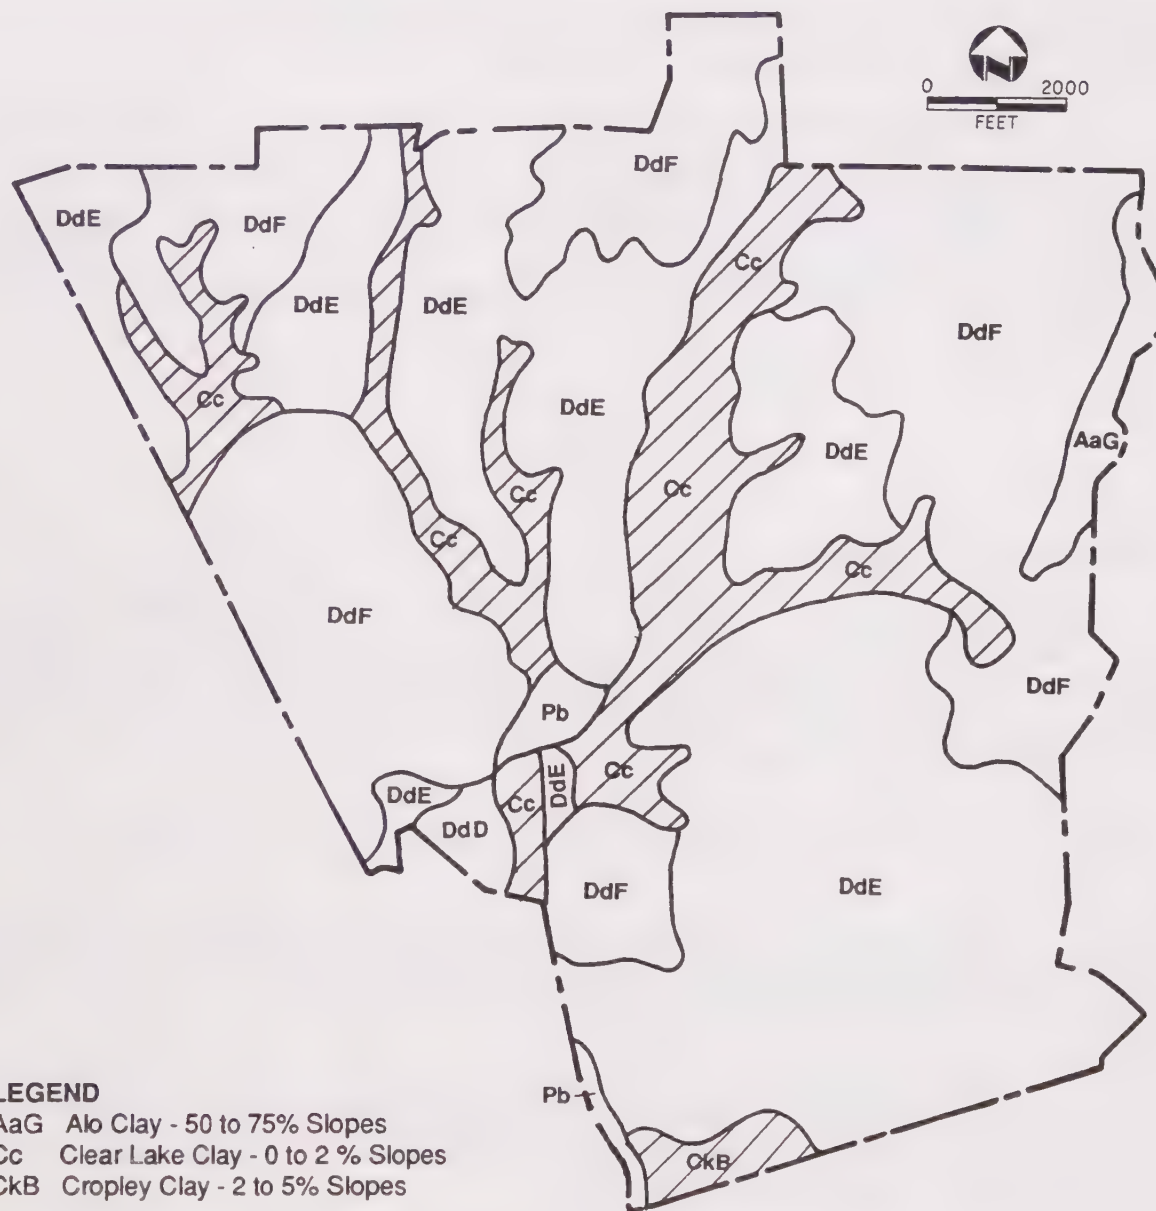 N
0 2000
FEET
DdF
DdE
DdF
Cc
DdE
DdE
DdF
Cc
DdE
AaG
DdE
Cc
Cc
Cc
Cc
DdF
DdF
Pb
DdE
Cc
DdE
Cc
DdD
DdF
DdE
Pb
CkB
LEGEND
AaG Alo Clay - 50 to 75% Slopes
Cc Clear Lake Clay - 0 to 2 % Slopes
CkB Cropley Clay - 2 to 5% Slopes